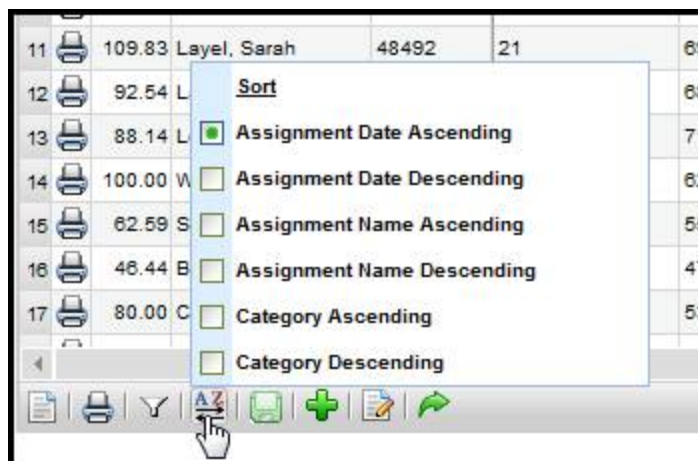 11 109.83 Layel, Sarah 48492 21
12 92.54 L
13 88.14 L
14 100.00 W
15 62.59 S
16 46.44 B
17 80.00 C
Sort
Assignment Date Ascending
Assignment Date Descending
Assignment Name Ascending
Assignment Name Descending
Category Ascending
Category Descending
A Z